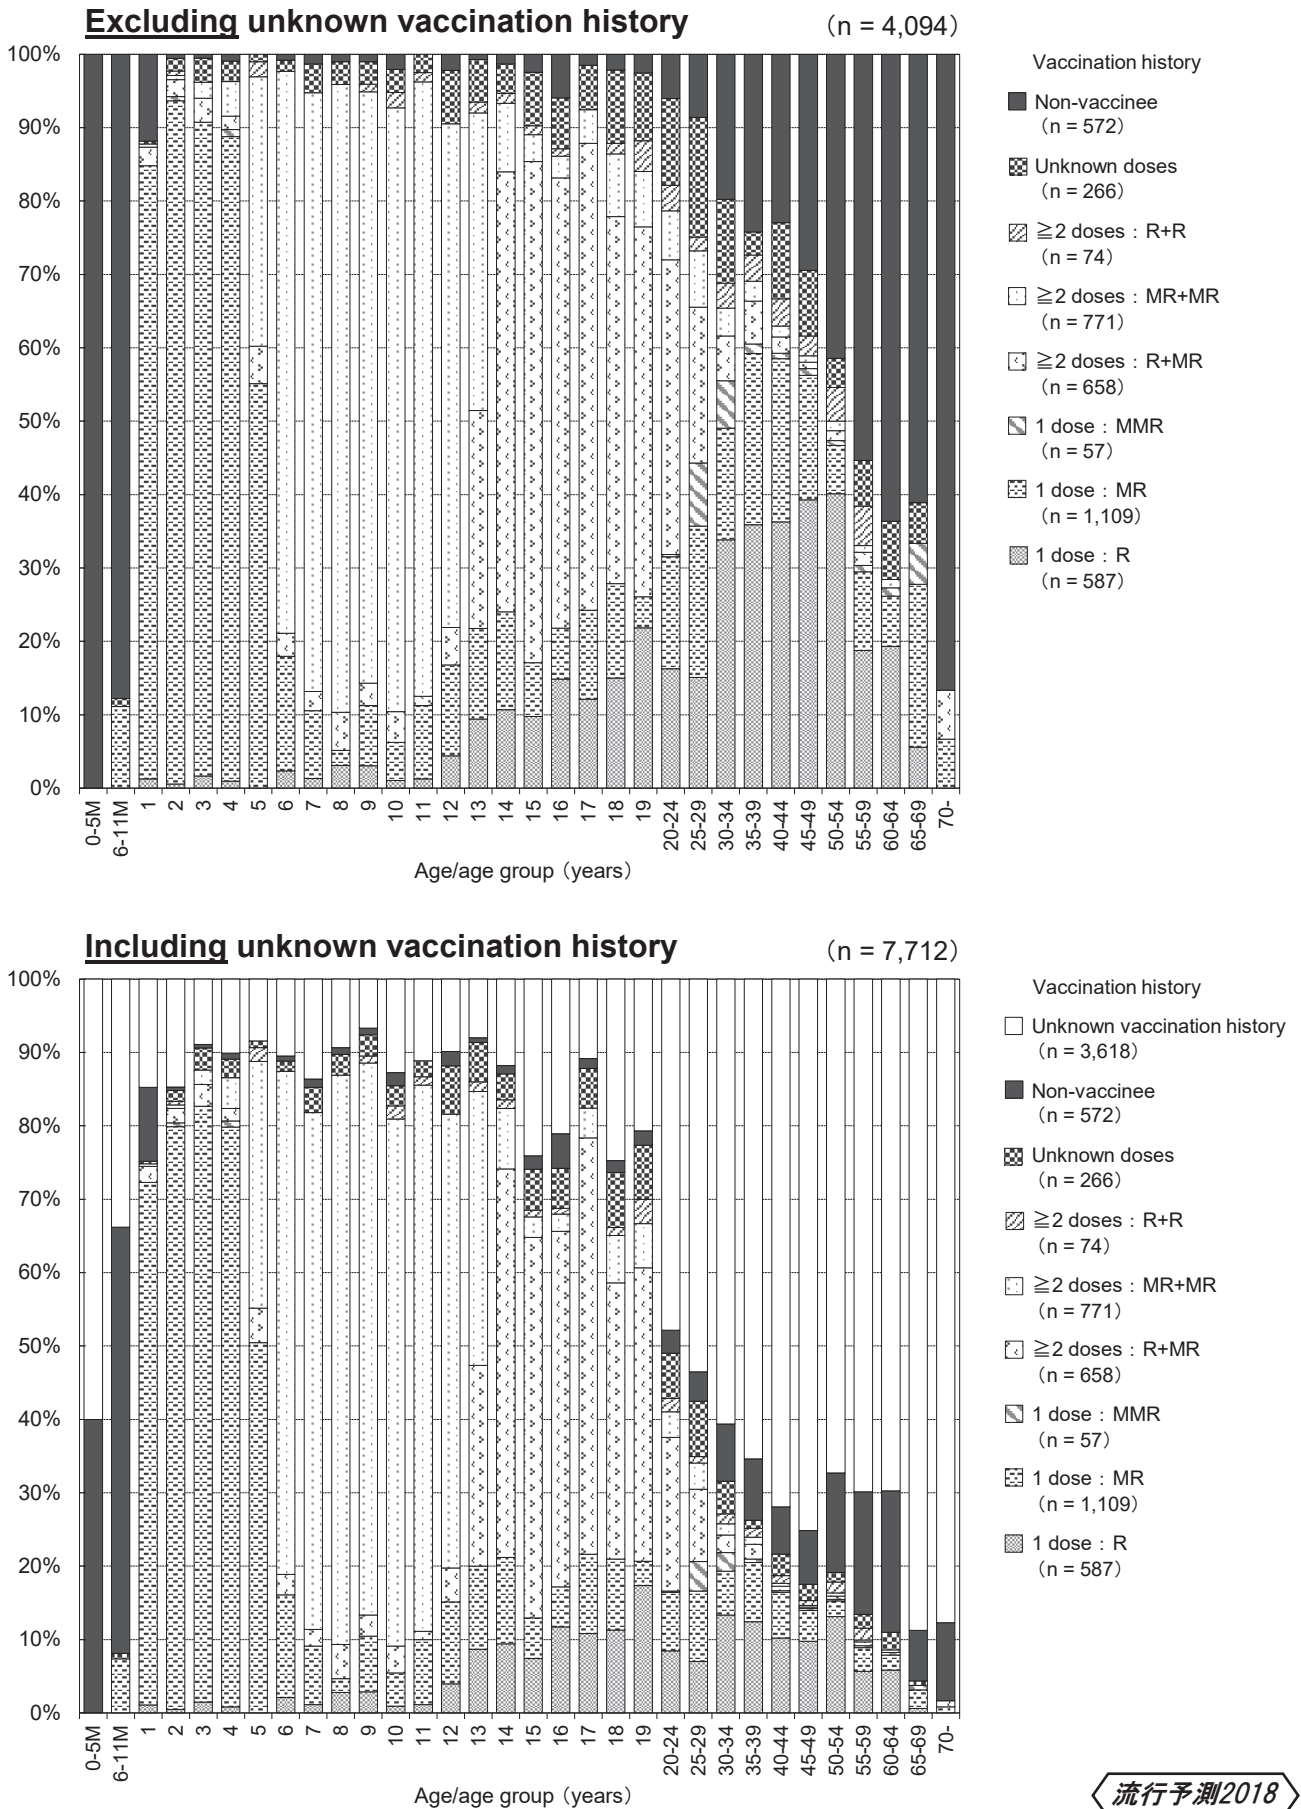 Excluding unknown vaccination history
（n = 4,094）
100%
90%
80%
70%
60%
50%
40%
30%
20%
10%
0%
0-5M
6-11M
1
2
3
4
5
6
7
8
9
10
11
12
13
14
15
16
17
18
19
20-24
25-29
30-34
35-39
40-44
45-49
50-54
55-59
60-64
65-69
70-
Age/age group（years）
Vaccination history
Non-vaccinee
（n = 572）
Unknown doses
（n = 266）
≧2 doses：R+R
（n = 74）
≧2 doses：MR+MR
（n = 771）
≧2 doses：R+MR
（n = 658）
1 dose：MMR
（n = 57）
1 dose：MR
（n = 1,109）
1 dose：R
（n = 587）
Including unknown vaccination history
（n = 7,712）
100%
90%
80%
70%
60%
50%
40%
30%
20%
10%
0%
0-5M
6-11M
1
2
3
4
5
6
7
8
9
10
11
12
13
14
15
16
17
18
19
20-24
25-29
30-34
35-39
40-44
45-49
50-54
55-59
60-64
65-69
70-
Age/age group（years）
Vaccination history
Unknown vaccination history
（n = 3,618）
Non-vaccinee
（n = 572）
Unknown doses
（n = 266）
≧2 doses：R+R
（n = 74）
≧2 doses：MR+MR
（n = 771）
≧2 doses：R+MR
（n = 658）
1 dose：MMR
（n = 57）
1 dose：MR
（n = 1,109）
1 dose：R
（n = 587）
流行予測2018